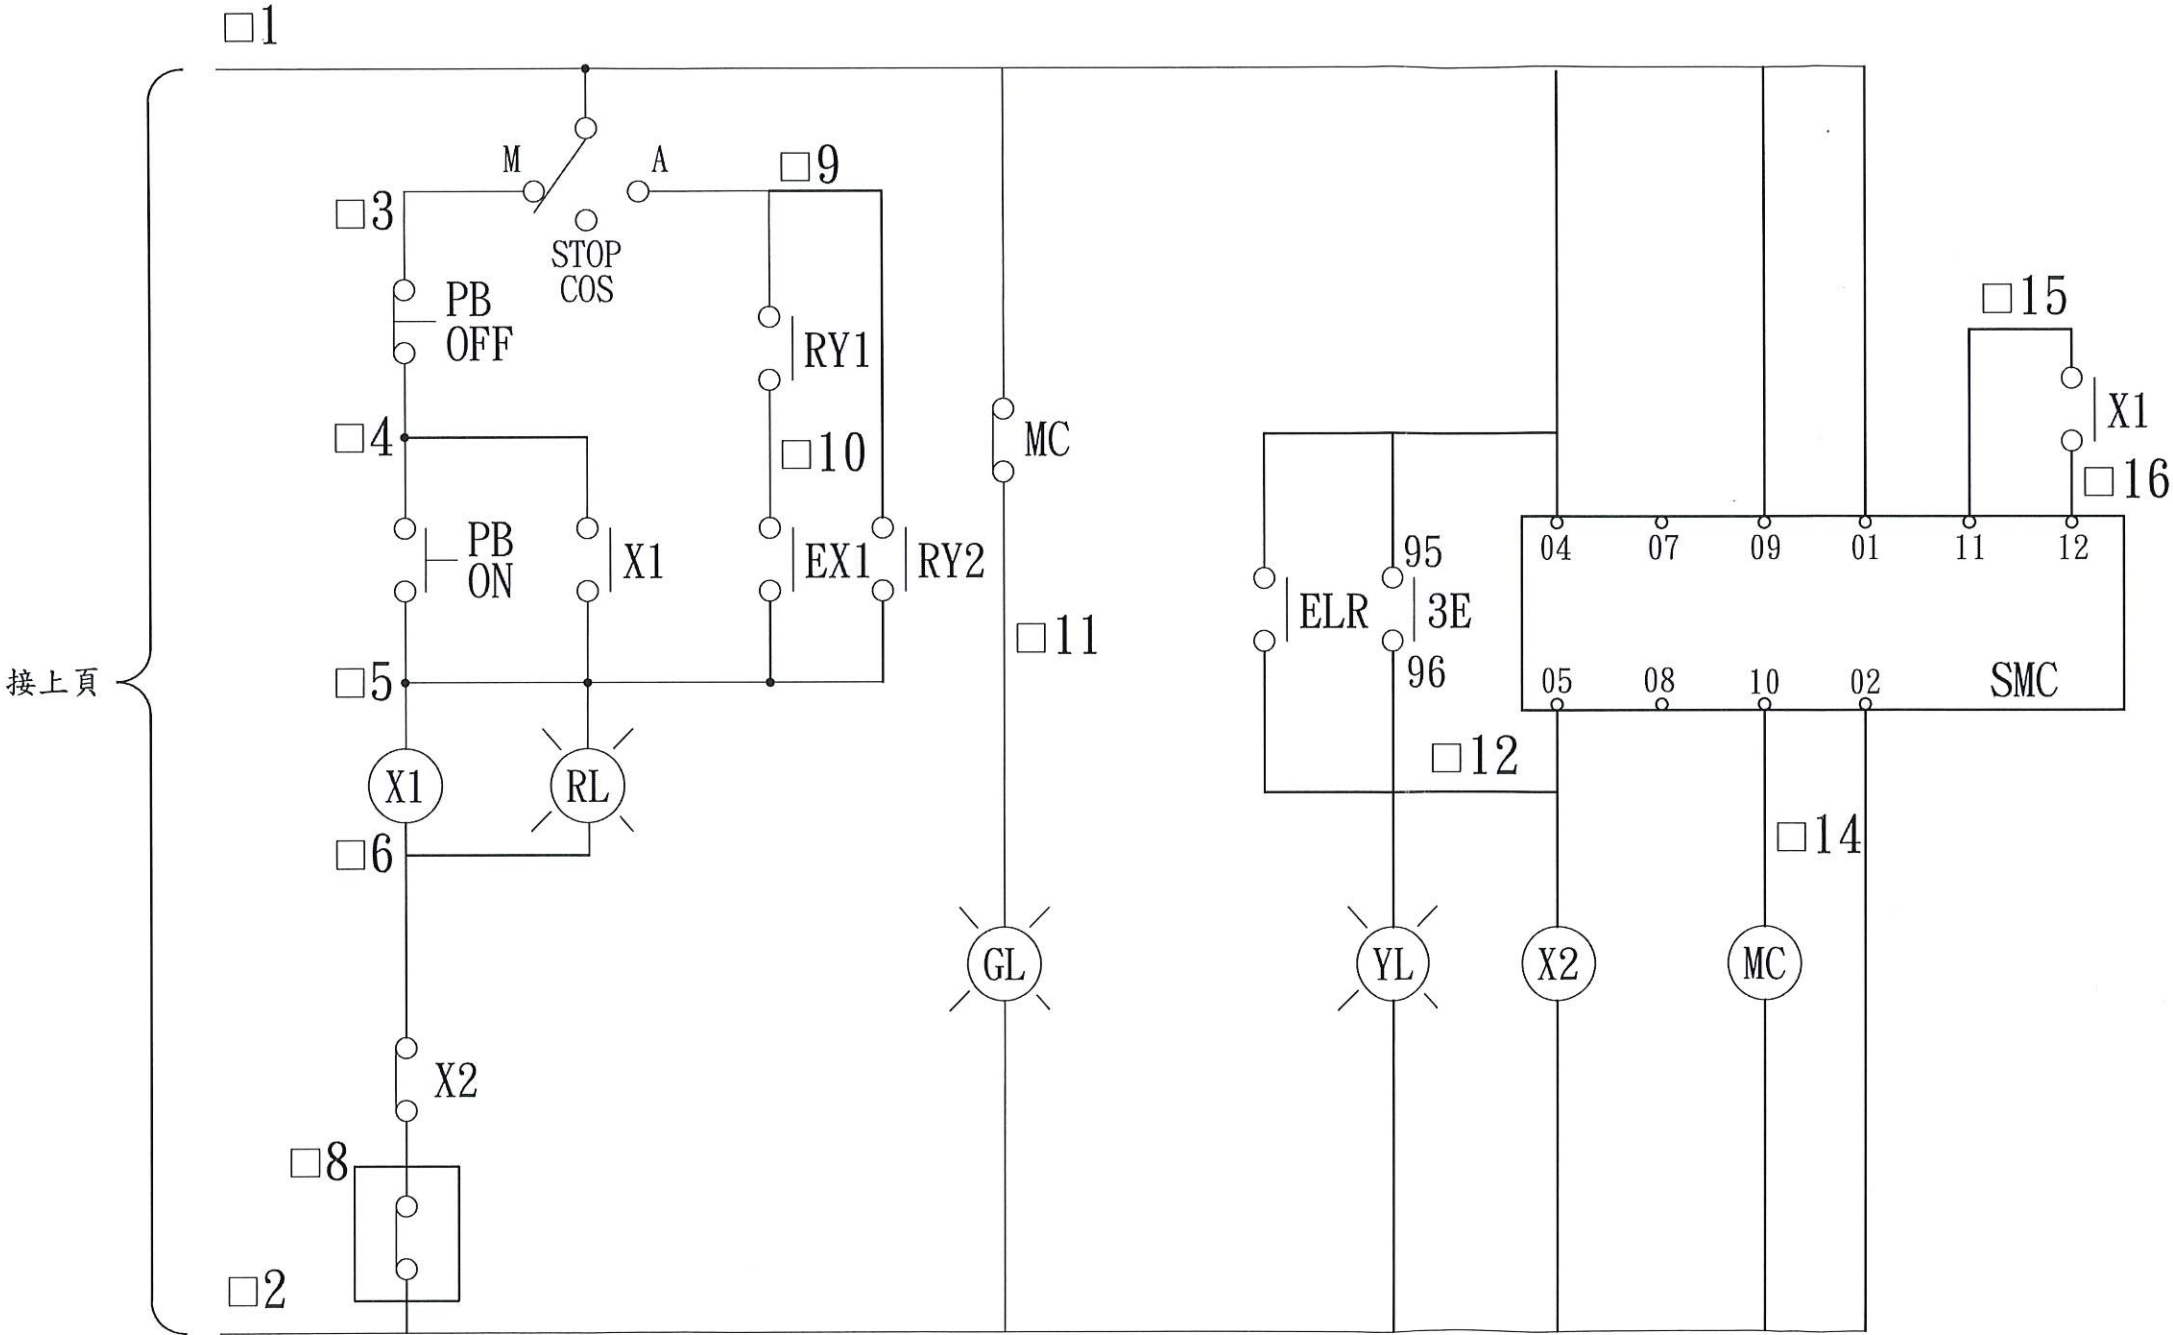 □1
M
A
□9
□3
STOP
COS
PB
OFF
RY1
□15
X1
□4
□10
MC
□16
PB
ON
X1
EX1
RY2
95
04
07
09
01
11
12
ELR
3E
□11
96
接上頁
□5
05
08
10
02
SMC
□12
X1
RL
□14
□6
GL
YL
X2
MC
X2
□8
□2